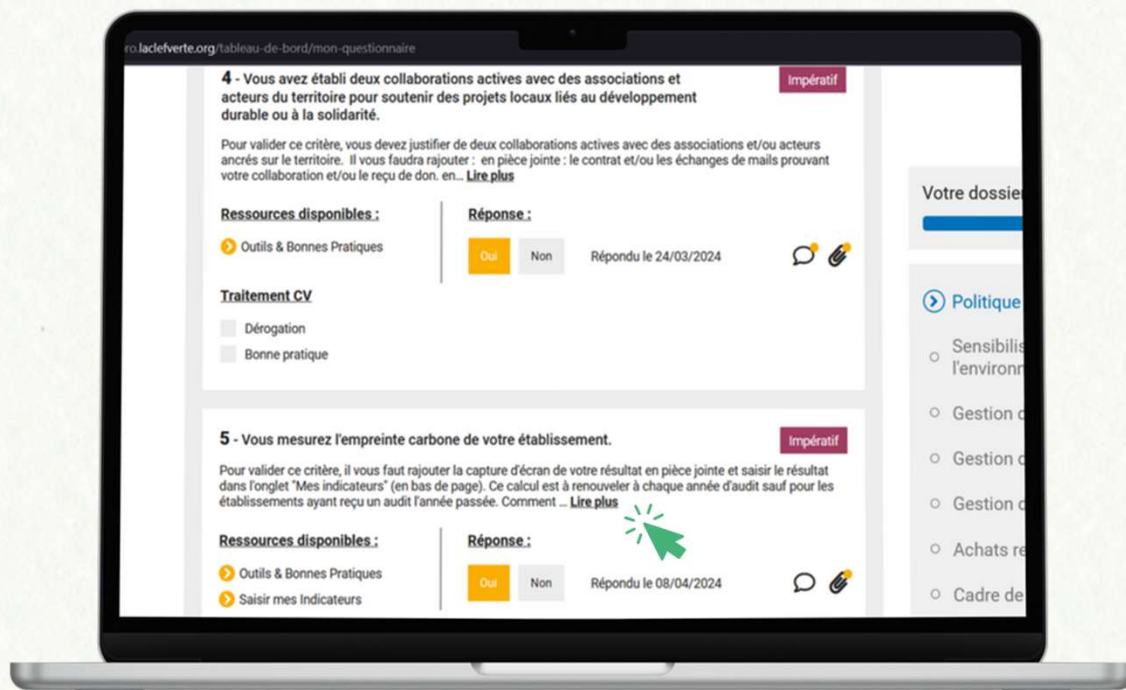 ro.laclefverte.org/tableau-de-bord/mon-questionnaire
4 - Vous avez établi deux collaborations actives avec des associations et
acteurs du territoire pour soutenir des projets locaux liés au développement
durable ou à la solidarité.
Impératif
Pour valider ce critère, vous devez justifier de deux collaborations actives avec des associations et/ou acteurs
ancrés sur le territoire. Il vous faudra rajouter : en pièce jointe : le contrat et/ou les échanges de mails prouvant
votre collaboration et/ou le reçu de don. en... Lire plus
Ressources disponibles :
Outils & Bonnes Pratiques
Réponse :
Oui
Non
Répondu le 24/03/2024
Traitement CV
Dérogation
Bonne pratique
5 - Vous mesurez l'empreinte carbone de votre établissement.
Impératif
Pour valider ce critère, il vous faut rajouter la capture d'écran de votre résultat en pièce jointe et saisir le résultat
dans l'onglet "Mes indicateurs" (en bas de page). Ce calcul est à renouveler à chaque année d'audit sauf pour les
établissements ayant reçu un audit l'année passée. Comment ... Lire plus
Ressources disponibles :
Outils & Bonnes Pratiques
Saisir mes Indicateurs
Réponse :
Oui
Non
Répondu le 08/04/2024
Votre dossie
Politique
Sensibilis
l'environn
Gestion d
Gestion d
Gestion d
Achats re
Cadre de